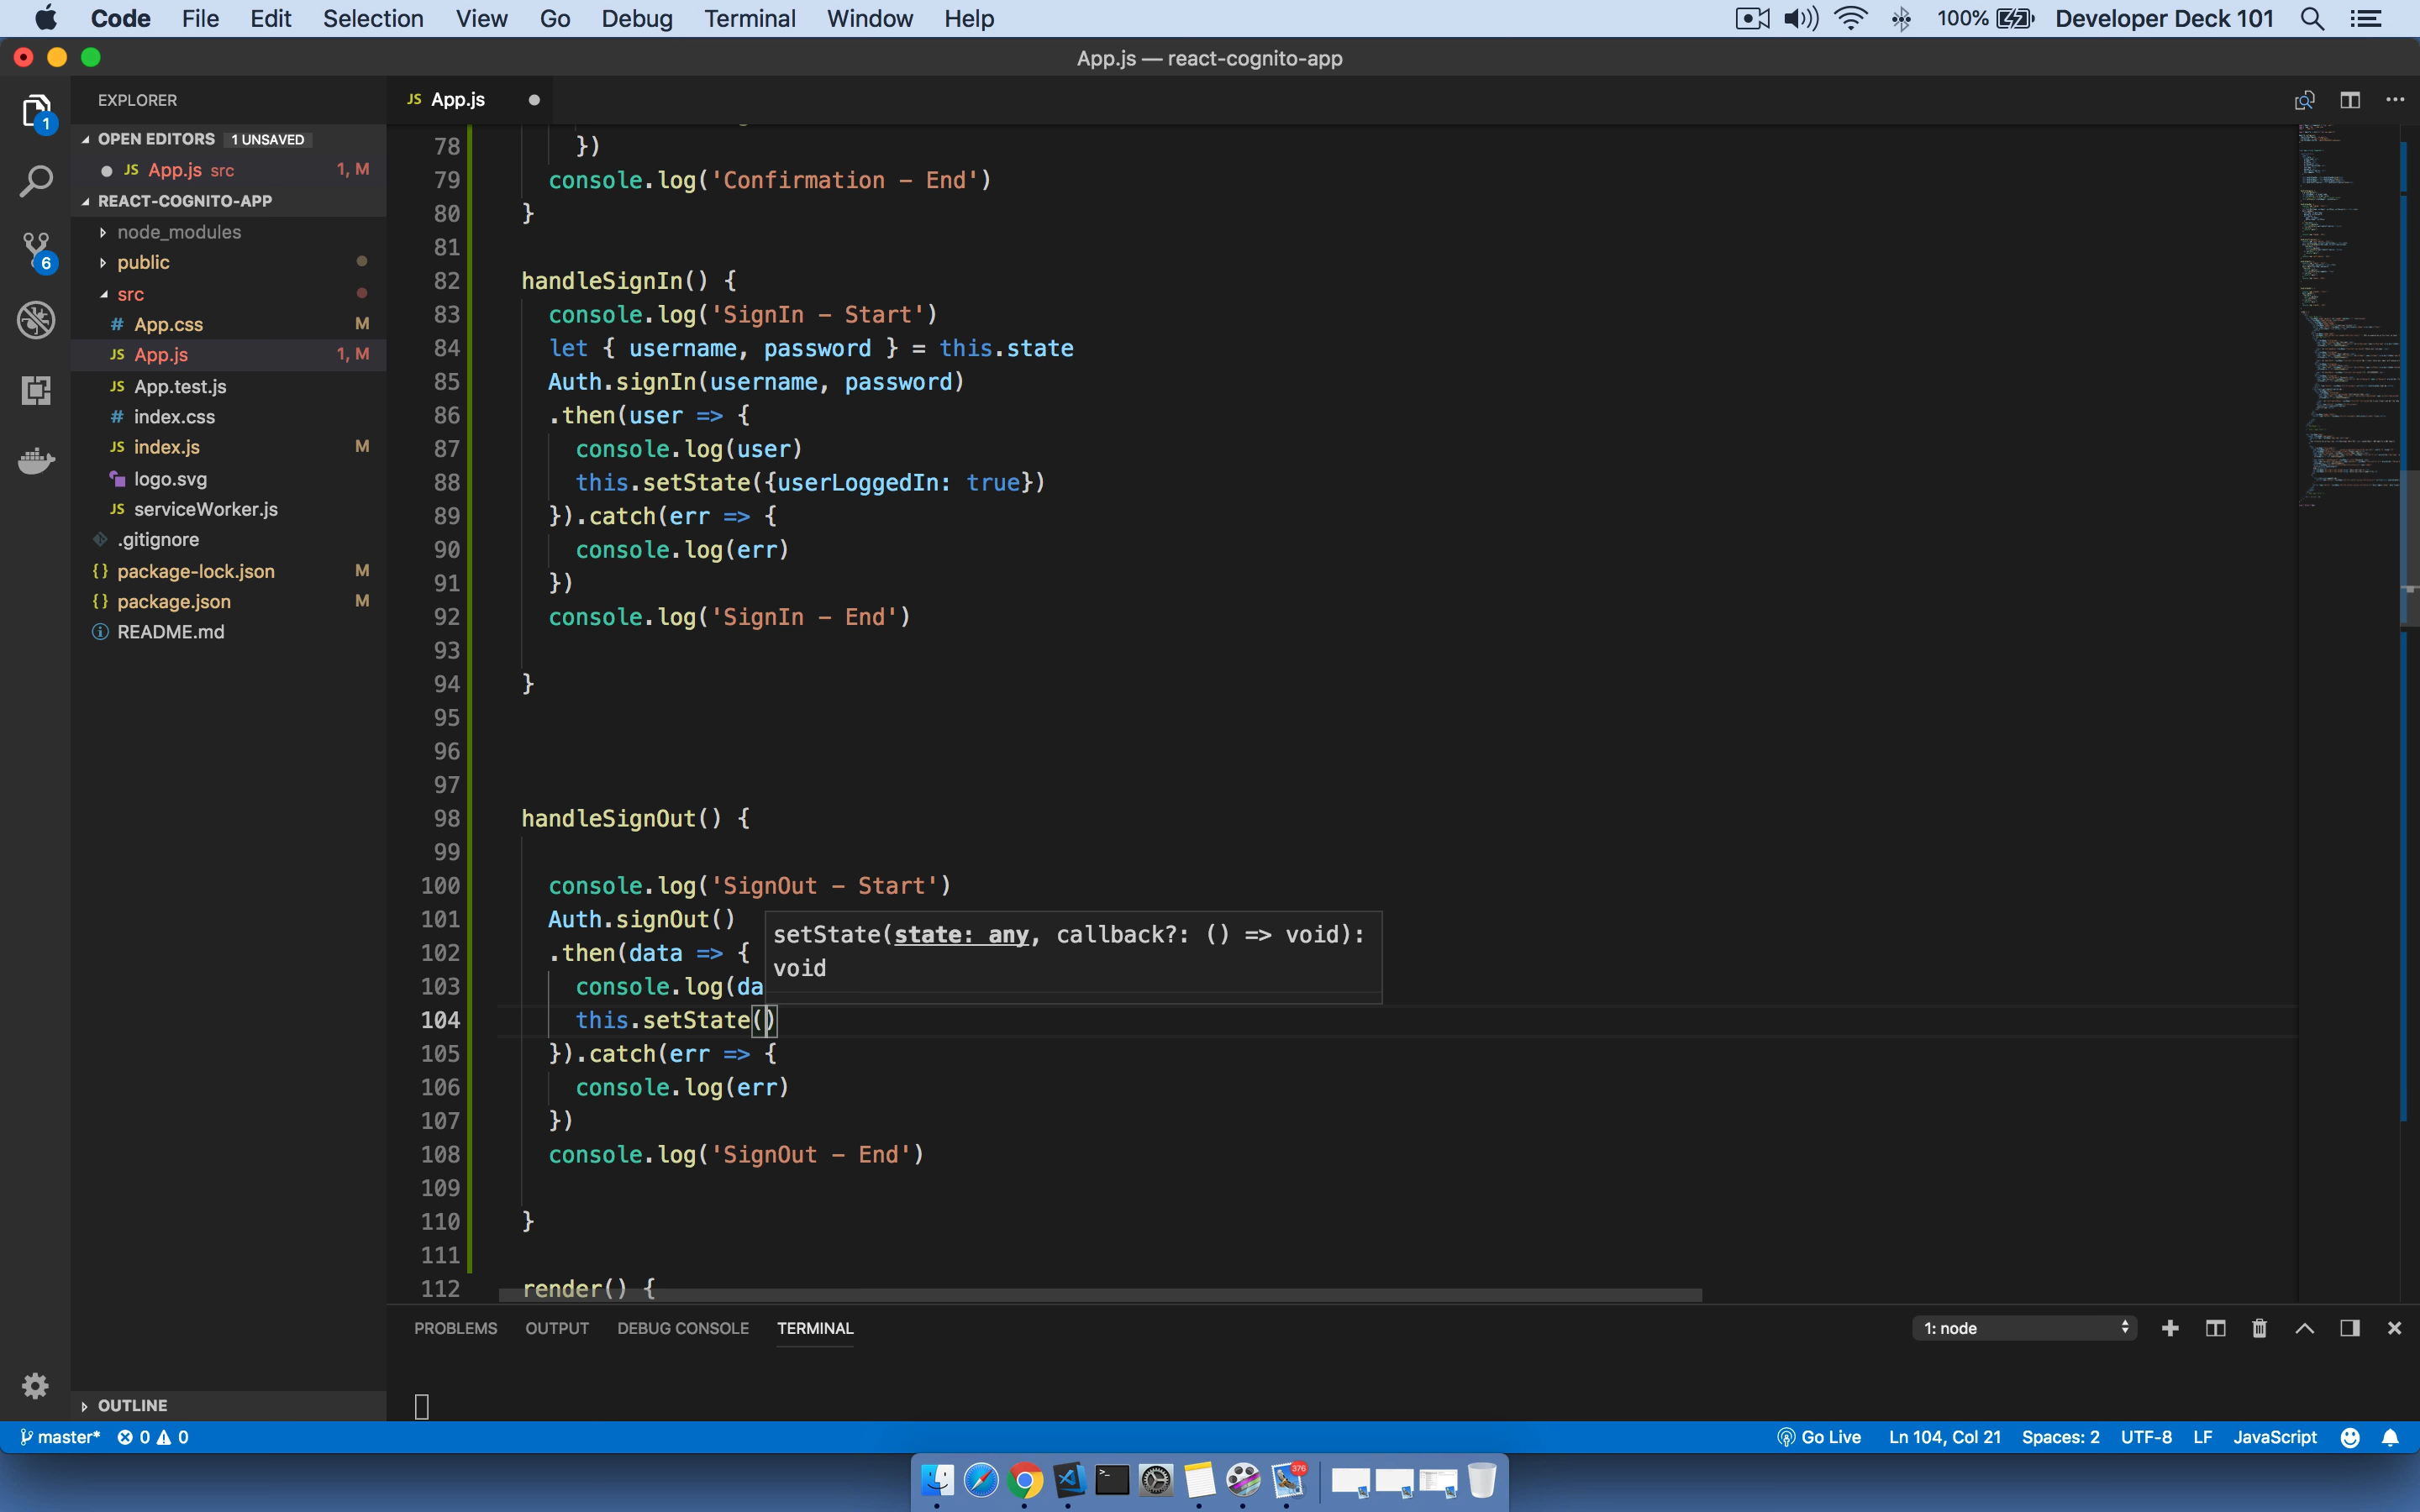 Code File Edit Selection View Go Debug Terminal Window Help 100% Developer Deck 101
App.js — react-cognito-app
EXPLORER
OPEN EDITORS 1 UNSAVED
JS App.js src 1, M
REACT-COGNITO-APP
node_modules
public
src
# App.css M
JS App.js 1, M
JS App.test.js
# index.css
JS index.js M
logo.svg
JS serviceWorker.js
.gitignore
{} package-lock.json M
{} package.json M
README.md
OUTLINE
1
6
JS App.js
78 })
79 console.log('Confirmation - End')
80 }
81
82 handleSignIn() {
83 console.log('SignIn - Start')
84 let { username, password } = this.state
85 Auth.signIn(username, password)
86 .then(user => {
87 console.log(user)
88 this.setState({userLoggedIn: true})
89 }).catch(err => {
90 console.log(err)
91 })
92 console.log('SignIn - End')
93
94 }
95
96
97
98 handleSignOut() {
99
100 console.log('SignOut - Start')
101 Auth.signOut()
102 .then(data => {
103 console.log(da
104 this.setState()
105 }).catch(err => {
106 console.log(err)
107 })
108 console.log('SignOut - End')
109
110 }
111
112 render() {
setState(state: any, callback?: () => void):
void
PROBLEMS OUTPUT DEBUG CONSOLE TERMINAL 1: node
master* 0 0 Go Live Ln 104, Col 21 Spaces: 2 UTF-8 LF JavaScript
376